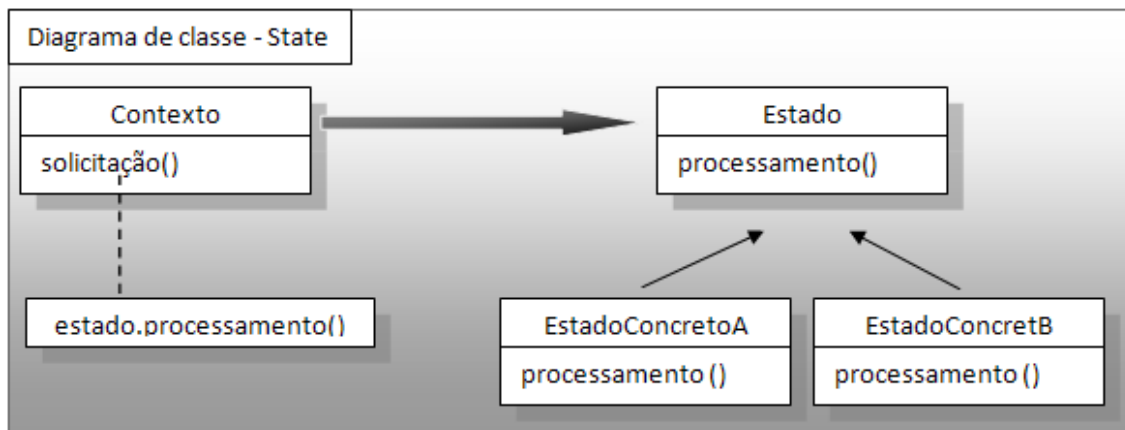 Diagrama de classe - State
Contexto
solicitação()
Estado
processamento()
estado.processamento()
EstadoConcretoA
processamento ()
EstadoConcretB
processamento ()